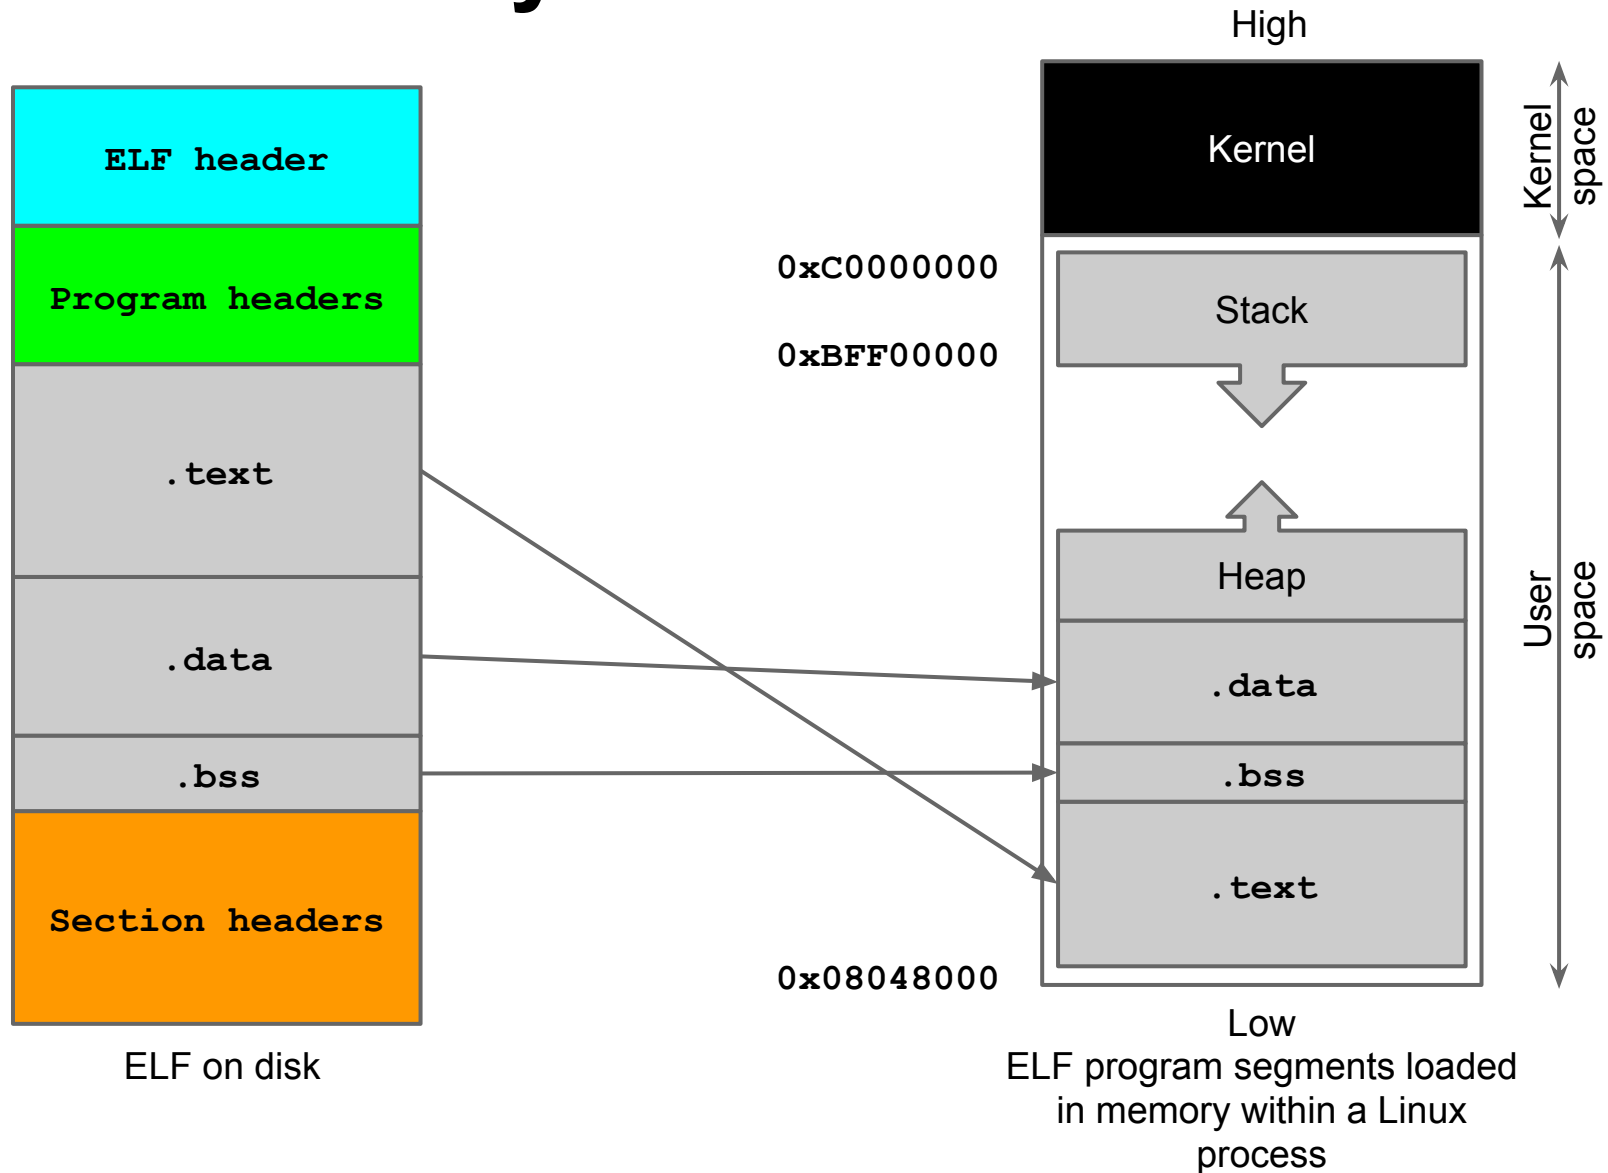 ELF header
Program headers
.text
.data
.bss
Section headers
ELF on disk
High
Kernel
Kernel
space
0xC0000000
Stack
0xBFF00000
Heap
User
space
.data
.bss
.text
0x08048000
Low
ELF program segments loaded
in memory within a Linux
process